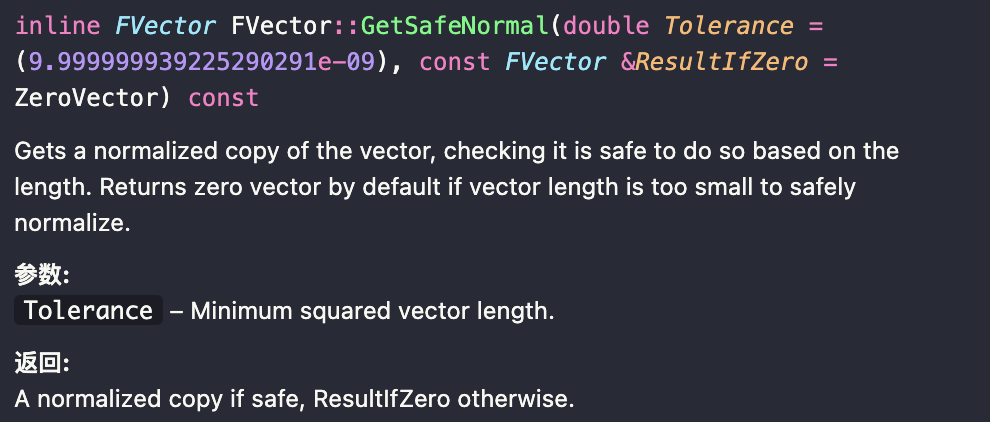 inline FVector FVector::GetSafeNormal(double Tolerance =
(9.999999939225290291e-09), const FVector &ResultIfZero =
ZeroVector) const
Gets a normalized copy of the vector, checking it is safe to do so based on the
length. Returns zero vector by default if vector length is too small to safely
normalize.
参数:
Tolerance – Minimum squared vector length.
返回:
A normalized copy if safe, ResultIfZero otherwise.